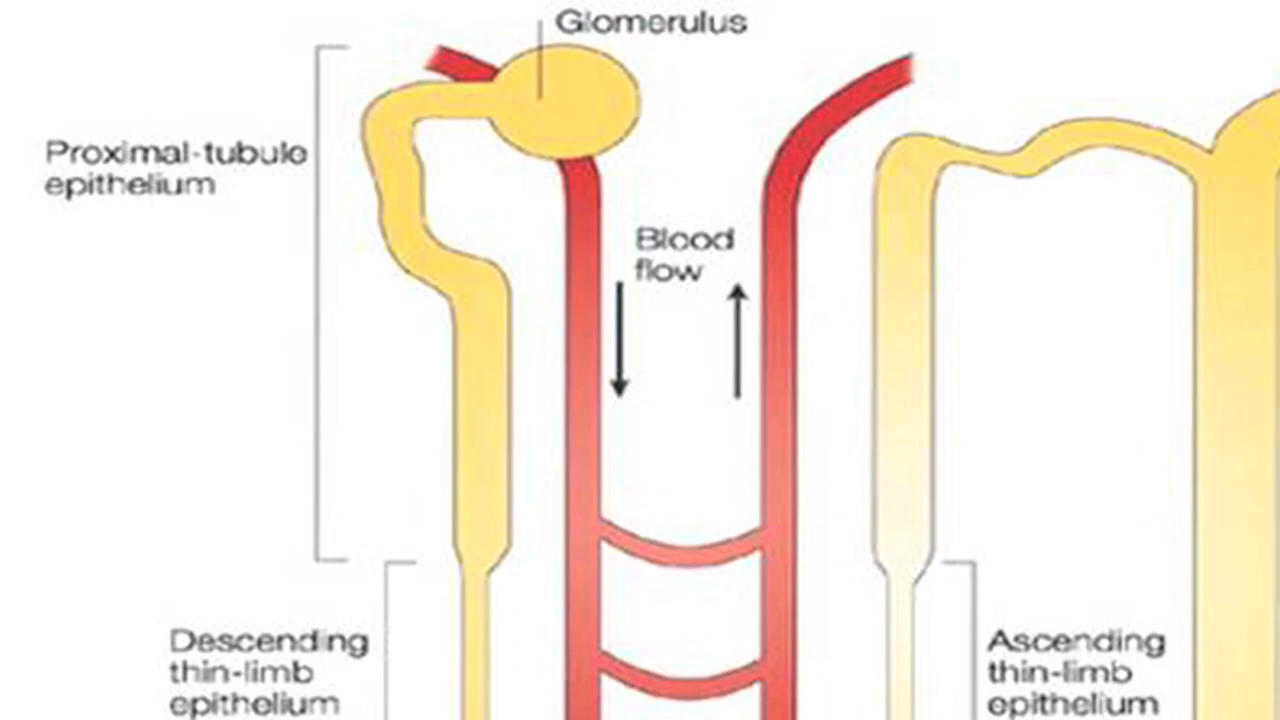 Glomerulus
Proximal-tubule
epithelium
Blood
flow
Descending
thin-limb
epithelium
Ascending
thin-limb
epithelium